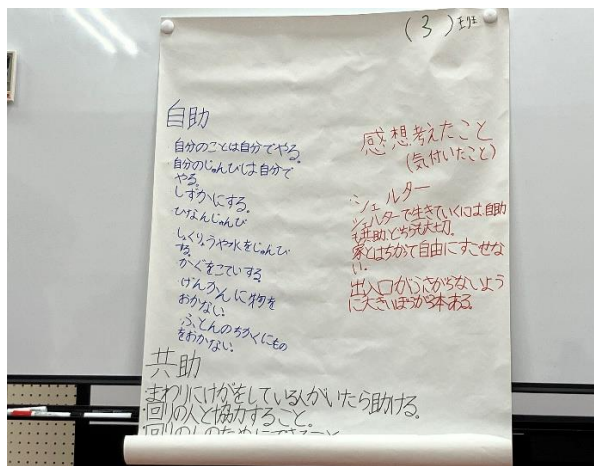 (3)班
自助
自分のことは自分でやる。
自分のじゅんびは自分で
やる。
しずかにする。
ひなんじゅんび
しょくりょうや水をじゅんび
する。
かぐをこていする
げんかんに物を
おかない。
ふとんのちかくにもの
をおかない。
共助
まわりにけがをしている人がいたら助ける。
・回りの人と協力すること。
感想考えたこと
(気付いたこと)
シェルター
シェルターで生きていくには、自助
も共助、どちらも大切。
家とはちがって自由にすごせな
い。
出入口がふさがらないよう
に大きい
本ある